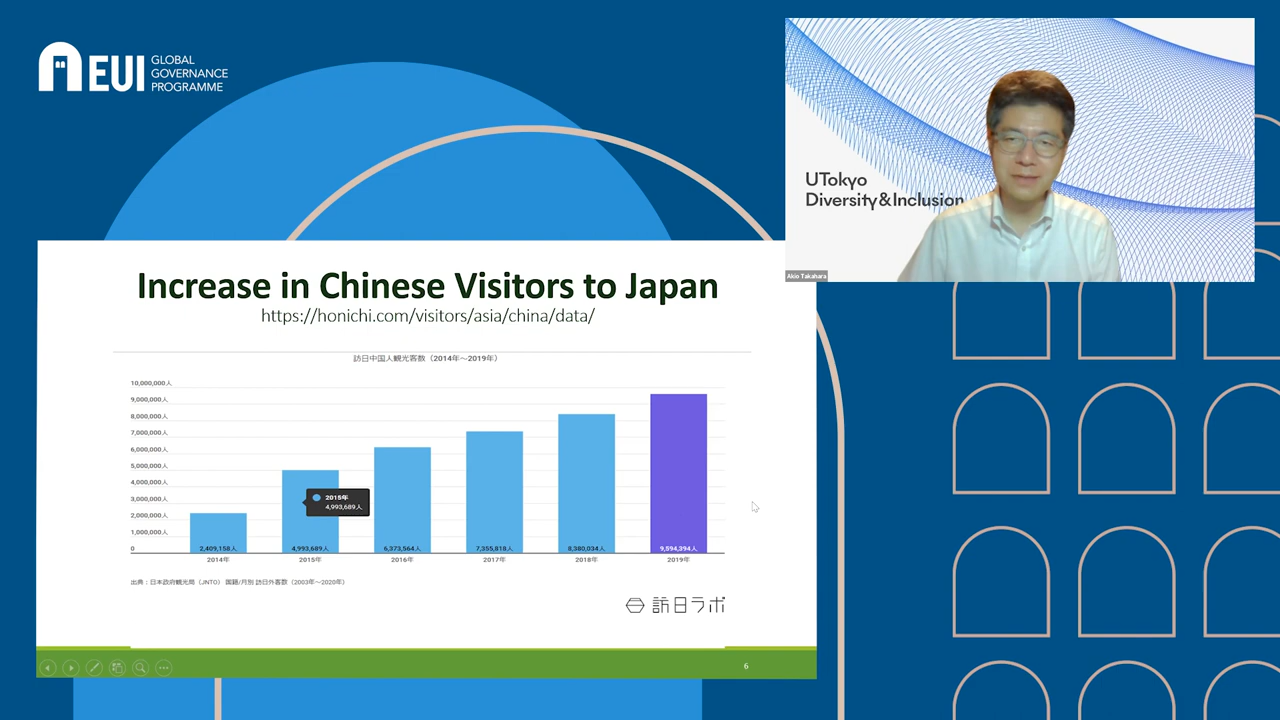 EUI
GLOBAL
GOVERNANCE
PROGRAMME
UTokyo
Diversity&Inclusion
Akio Takahara
Increase in Chinese Visitors to Japan
https://honichi.com/visitors/asia/china/data/
訪日中国人観光客数（2014年～2019年）
10,000,000人
9,000,000人
8,000,000人
7,000,000人
6,000,000人
5,000,000人
4,000,000人
3,000,000人
2,000,000人
1,000,000人
0
2015年
4,993,689人
2,409,158人
4,993,689人
6,373,564人
7,355,818人
8,380,034人
9,594,394人
2014年
2015年
2016年
2017年
2018年
2019年
出典：日本政府観光局（JNTO） 国籍/月別 訪日外客数（2003年～2020年）
訪日ラボ
6